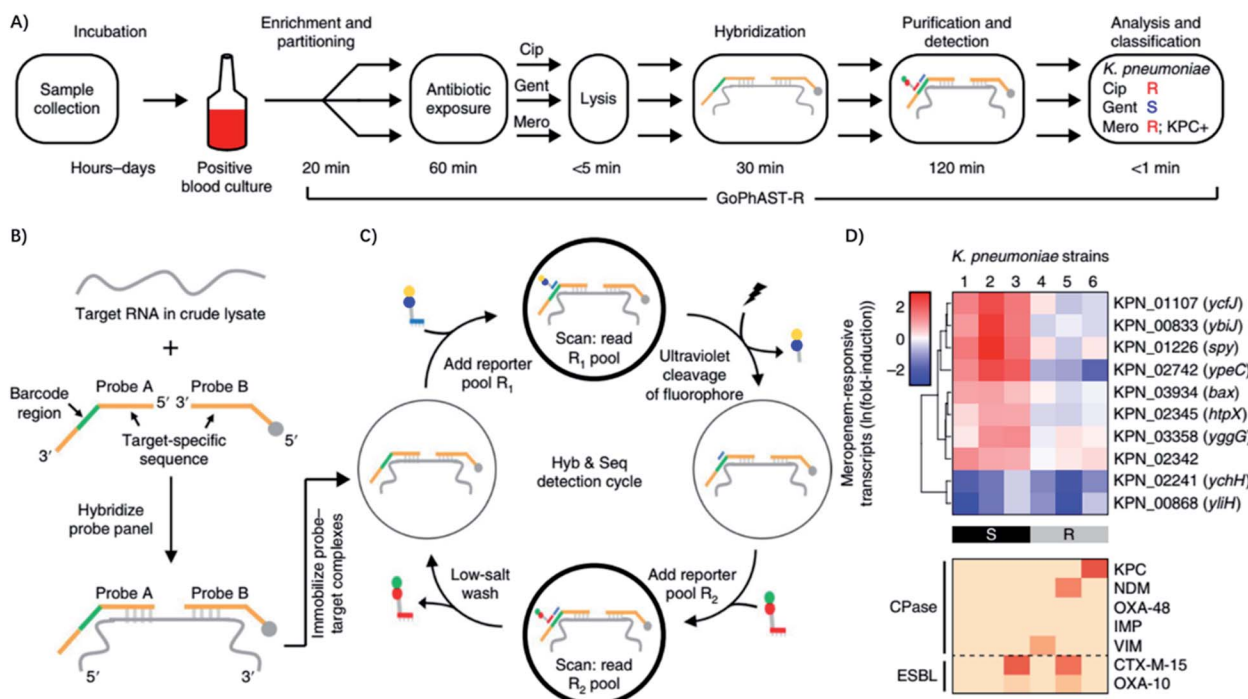 A)
Incubation
Enrichment and
partitioning
Hybridization
Purification and
detection
Analysis and
classification
Sample
collection
Antibiotic
exposure
Cip
Gent
Mero
Lysis
K. pneumoniae
Cip R
Gent S
Mero R; KPC+
Hours–days
Positive
blood culture
20 min
60 min
<5 min
30 min
120 min
<1 min
GoPhAST-R
B)
Target RNA in crude lysate
+
Barcode
region
Probe A 5′
3′ Probe B
3′
5′
Target-specific
sequence
Hybridize
probe panel
Probe A
Probe B
5′
3′
Immobilize probe–
target complexes
C)
Add reporter
pool R1
Scan: read
R1 pool
Ultraviolet
cleavage
of fluorophore
Hyb & Seq
detection cycle
Low-salt
wash
Scan: read
R2 pool
Add reporter
pool R2
D)
K. pneumoniae strains
1 2 3 4 5 6
2
0
−2
Meropenem-responsive
transcripts (ln(fold-induction)
KPN_01107 (ycfJ)
KPN_00833 (ybiJ)
KPN_01226 (spy)
KPN_02742 (ypeC)
KPN_03934 (bax)
KPN_02345 (htpX)
KPN_03358 (yggG)
KPN_02342
KPN_02241 (ychH)
KPN_00868 (yliH)
S R
CPase
KPC
NDM
OXA-48
IMP
VIM
ESBL
CTX-M-15
OXA-10